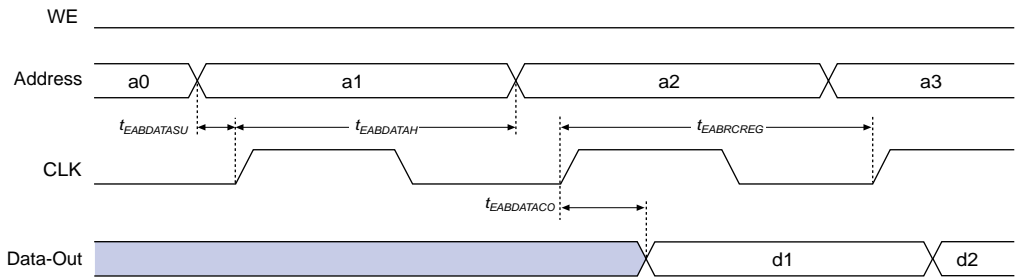 WE
Address a0 a1 a2 a3
tEABDATASU tEABDATAH tEABRCREG
CLK
tEABDATACO
Data-Out d1 d2